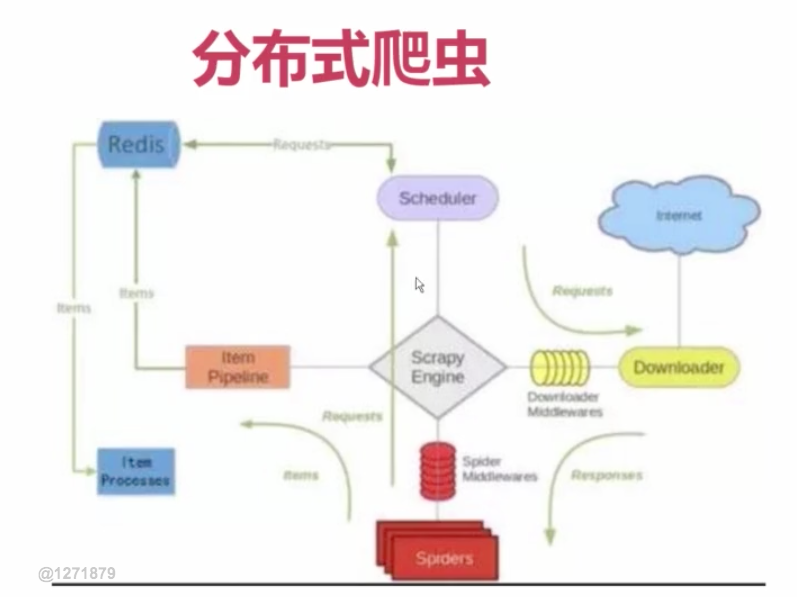 分布式爬虫
Redis
Requests
Scheduler
Internet
Items
Items
Requests
Item
Pipeline
Scrapy
Engine
Downloader
Downloader
Middlewares
Requests
Items
Spider
Middlewares
Responses
Item
Processes
Spiders
@1271879